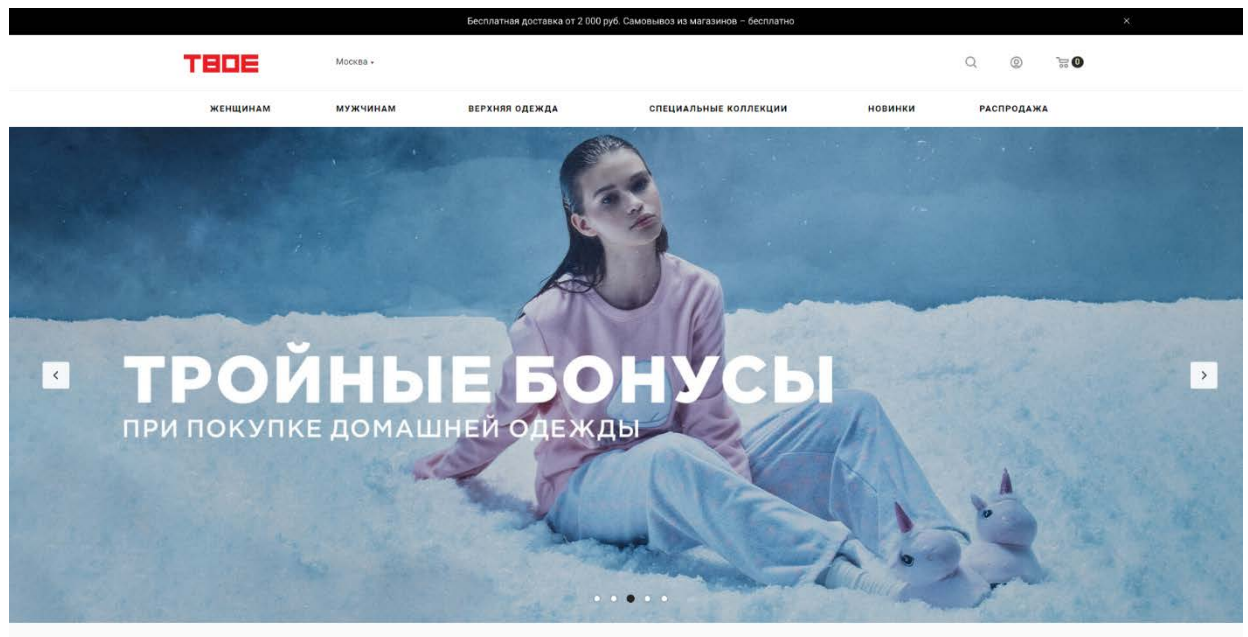 Бесплатная доставка от 2 000 руб. Самовывоз из магазинов – бесплатно
ТВОЕ
Москва
0
ЖЕНЩИНАМ
МУЖЧИНАМ
ВЕРХНЯЯ ОДЕЖДА
СПЕЦИАЛЬНЫЕ КОЛЛЕКЦИИ
НОВИНКИ
РАСПРОДАЖА
ТРОЙНЫЕ БОНУСЫ
ПРИ ПОКУПКЕ ДОМАШНЕЙ ОДЕЖДЫ